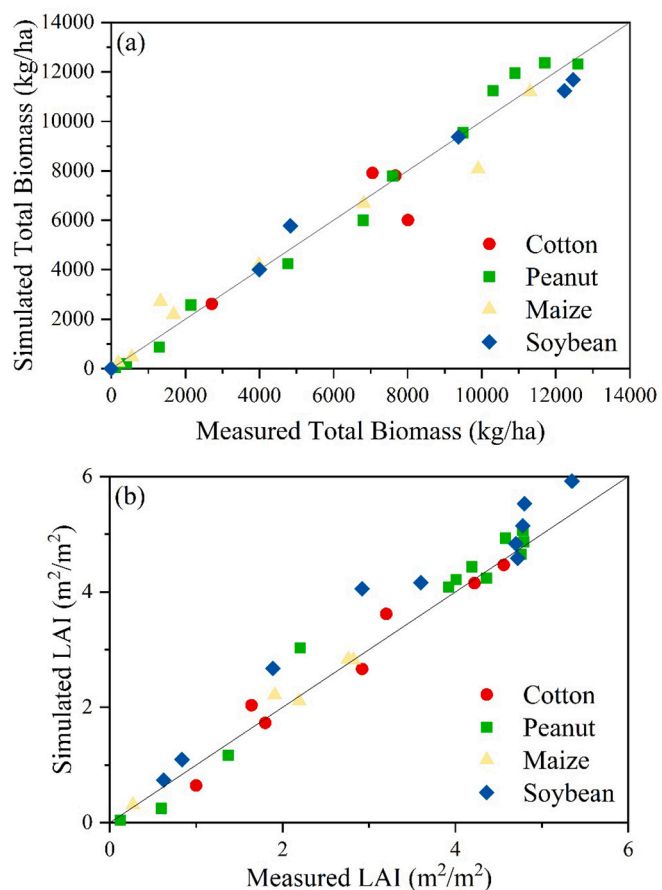 (a)
14000
12000
10000
8000
6000
4000
2000
0
Simulated Total Biomass (kg/ha)
Cotton
Peanut
Maize
Soybean
2000 4000 6000 8000 10000 12000 14000
Measured Total Biomass (kg/ha)
(b)
6
4
2
0
Simulated LAI (m²/m²)
Cotton
Peanut
Maize
Soybean
0 2 4 6
Measured LAI (m²/m²)